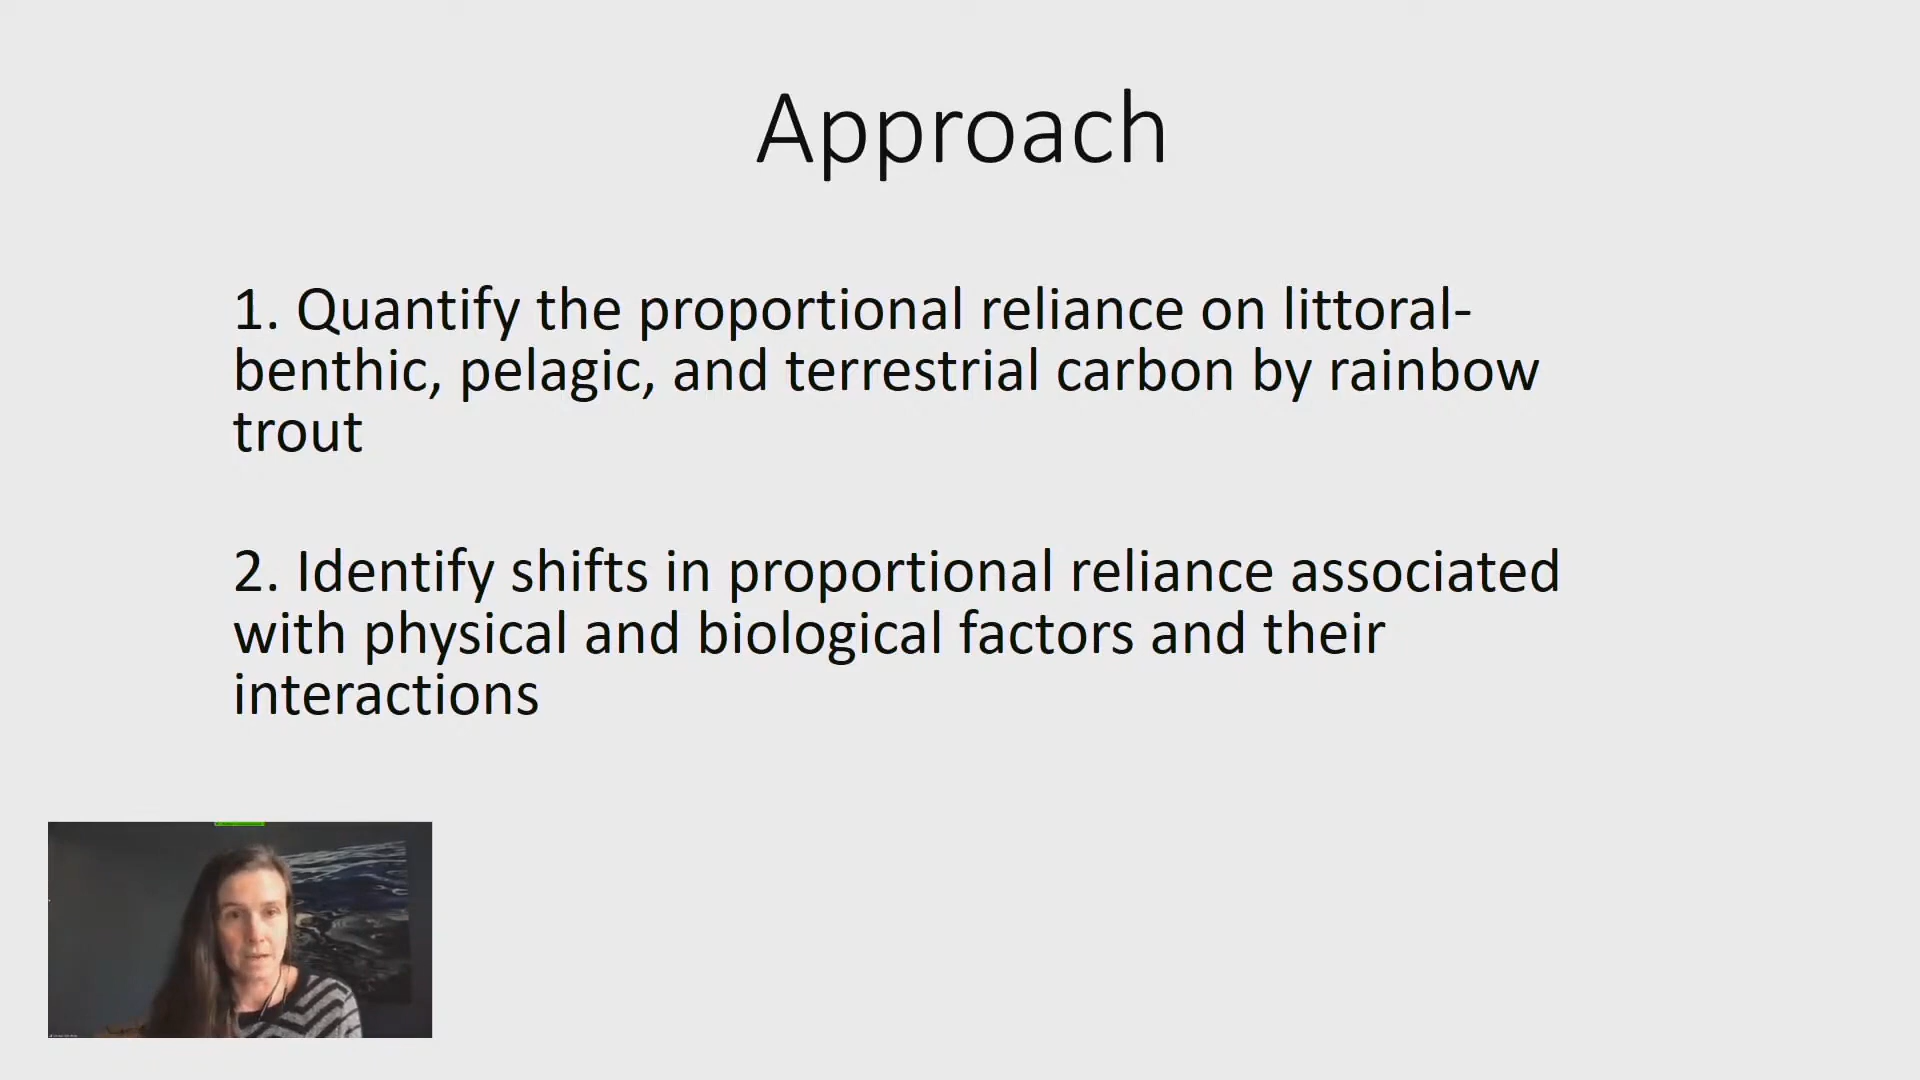 Approach
1. Quantify the proportional reliance on littoral-
benthic, pelagic, and terrestrial carbon by rainbow
trout
2. Identify shifts in proportional reliance associated
with physical and biological factors and their
interactions